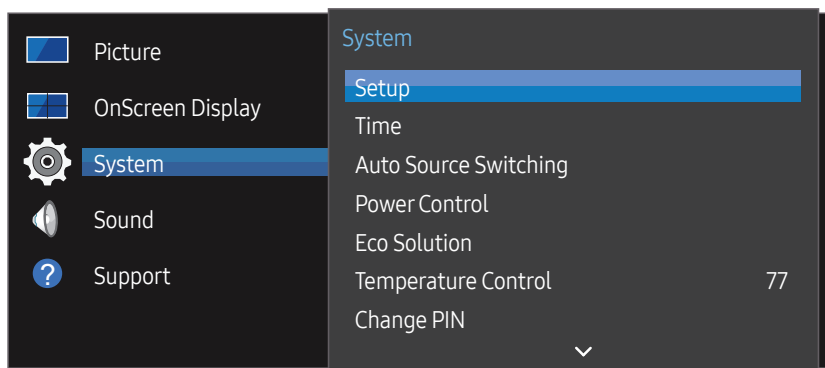 Picture
OnScreen Display
System
Sound
Support
System
Setup
Time
Auto Source Switching
Power Control
Eco Solution
Temperature Control 77
Change PIN